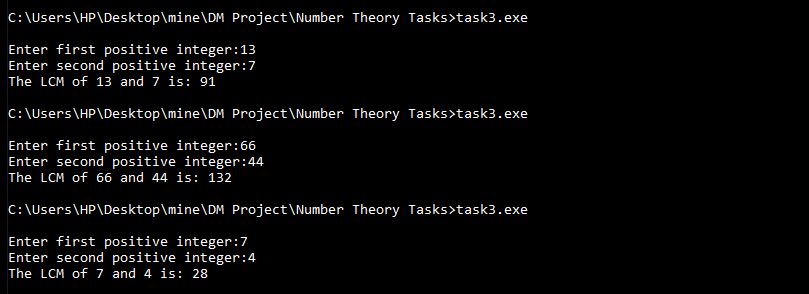 C:\Users\HP\Desktop\mine\DM Project\Number Theory Tasks>task3.exe
Enter first positive integer:13
Enter second positive integer:7
The LCM of 13 and 7 is: 91
C:\Users\HP\Desktop\mine\DM Project\Number Theory Tasks>task3.exe
Enter first positive integer:66
Enter second positive integer:44
The LCM of 66 and 44 is: 132
C:\Users\HP\Desktop\mine\DM Project\Number Theory Tasks>task3.exe
Enter first positive integer:7
Enter second positive integer:4
The LCM of 7 and 4 is: 28